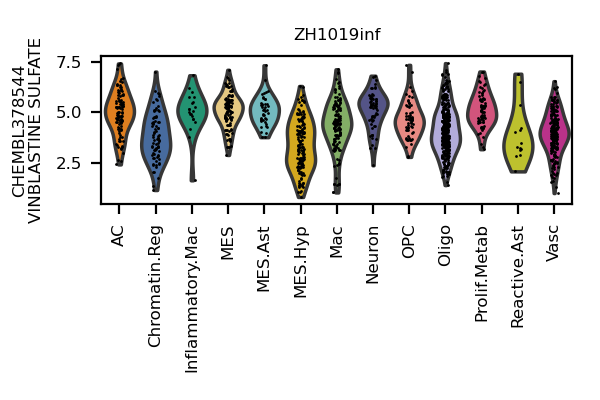 ZH1019inf
CHEMBL378544
VINBLASTINE SULFATE
7.5
5.0
2.5
AC
Chromatin.Reg
Inflammatory.Mac
MES
MES.Ast
MES.Hyp
Mac
Neuron
OPC
Oligo
Prolif.Metab
Reactive.Ast
Vasc